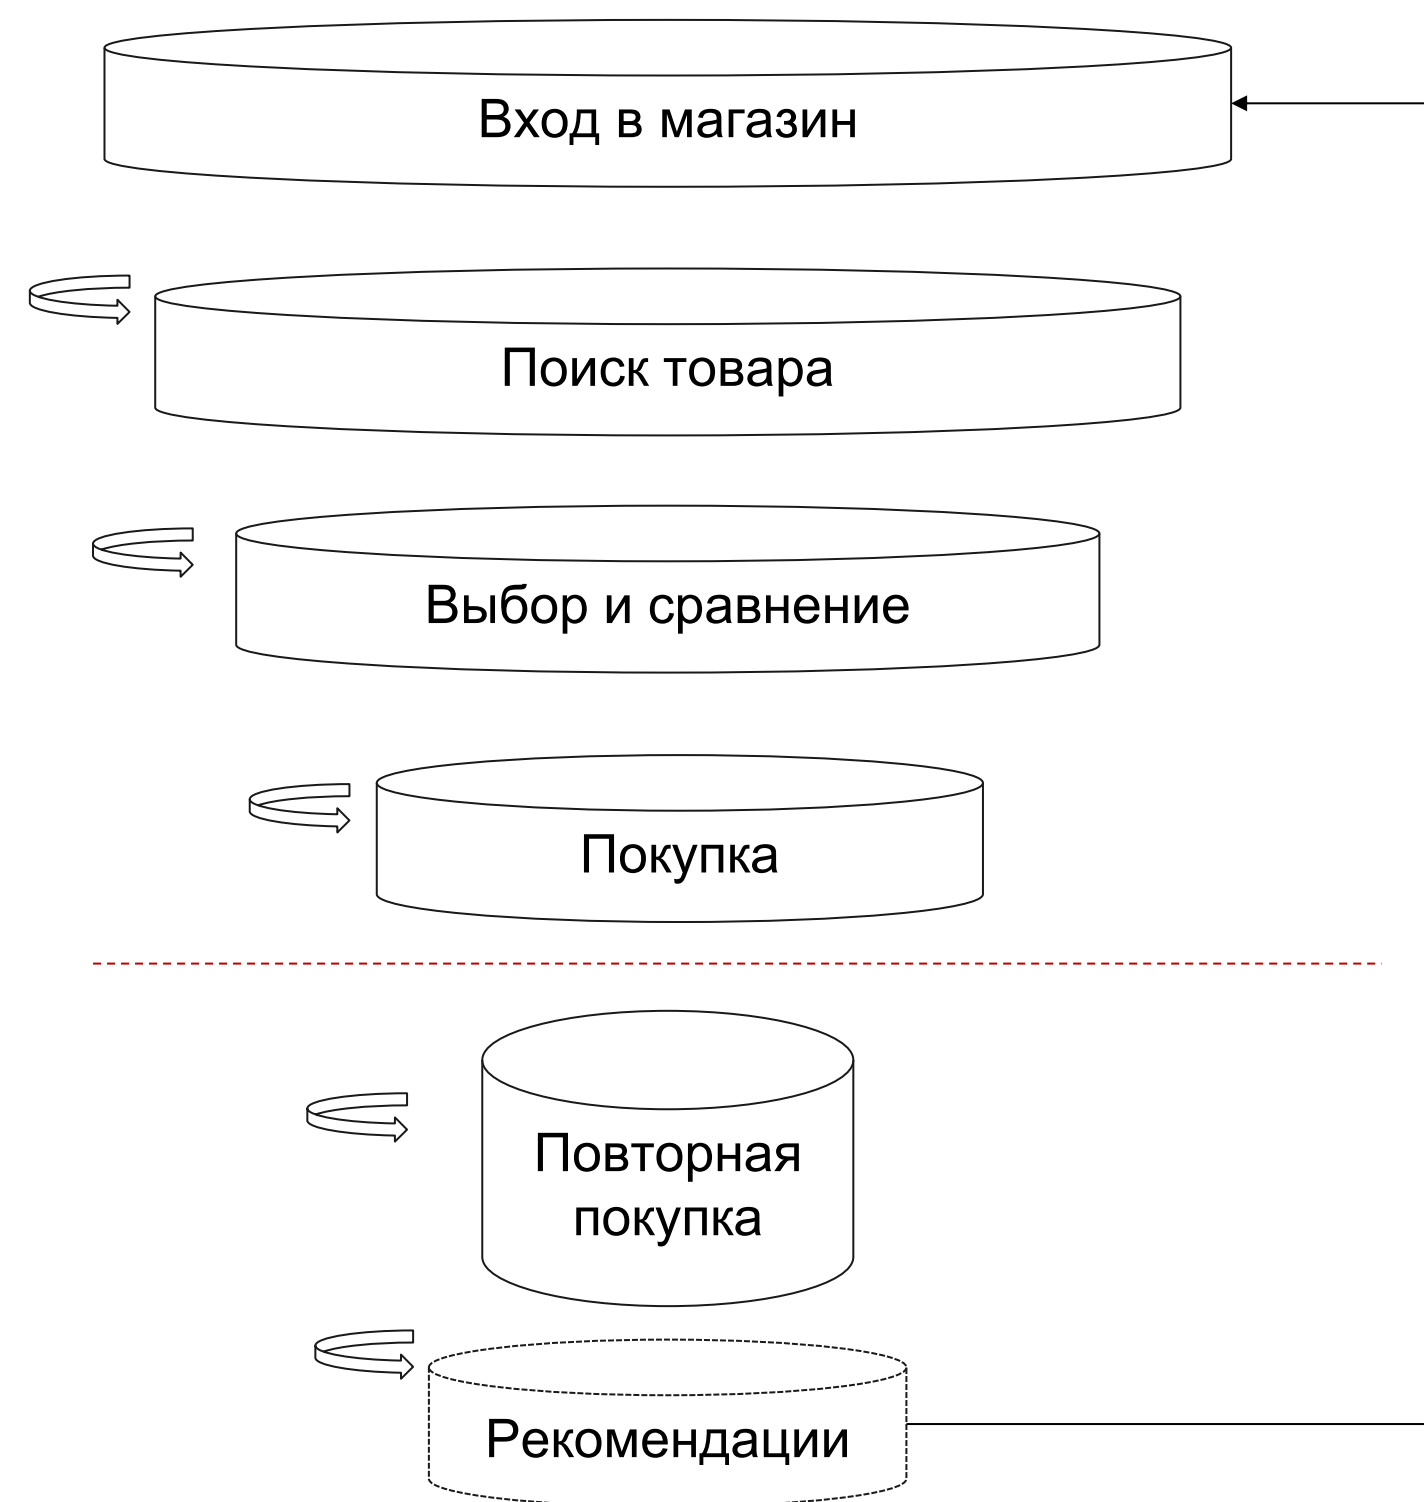 Вход в магазин
Поиск товара
Выбор и сравнение
Покупка
Повторная
покупка
Рекомендации